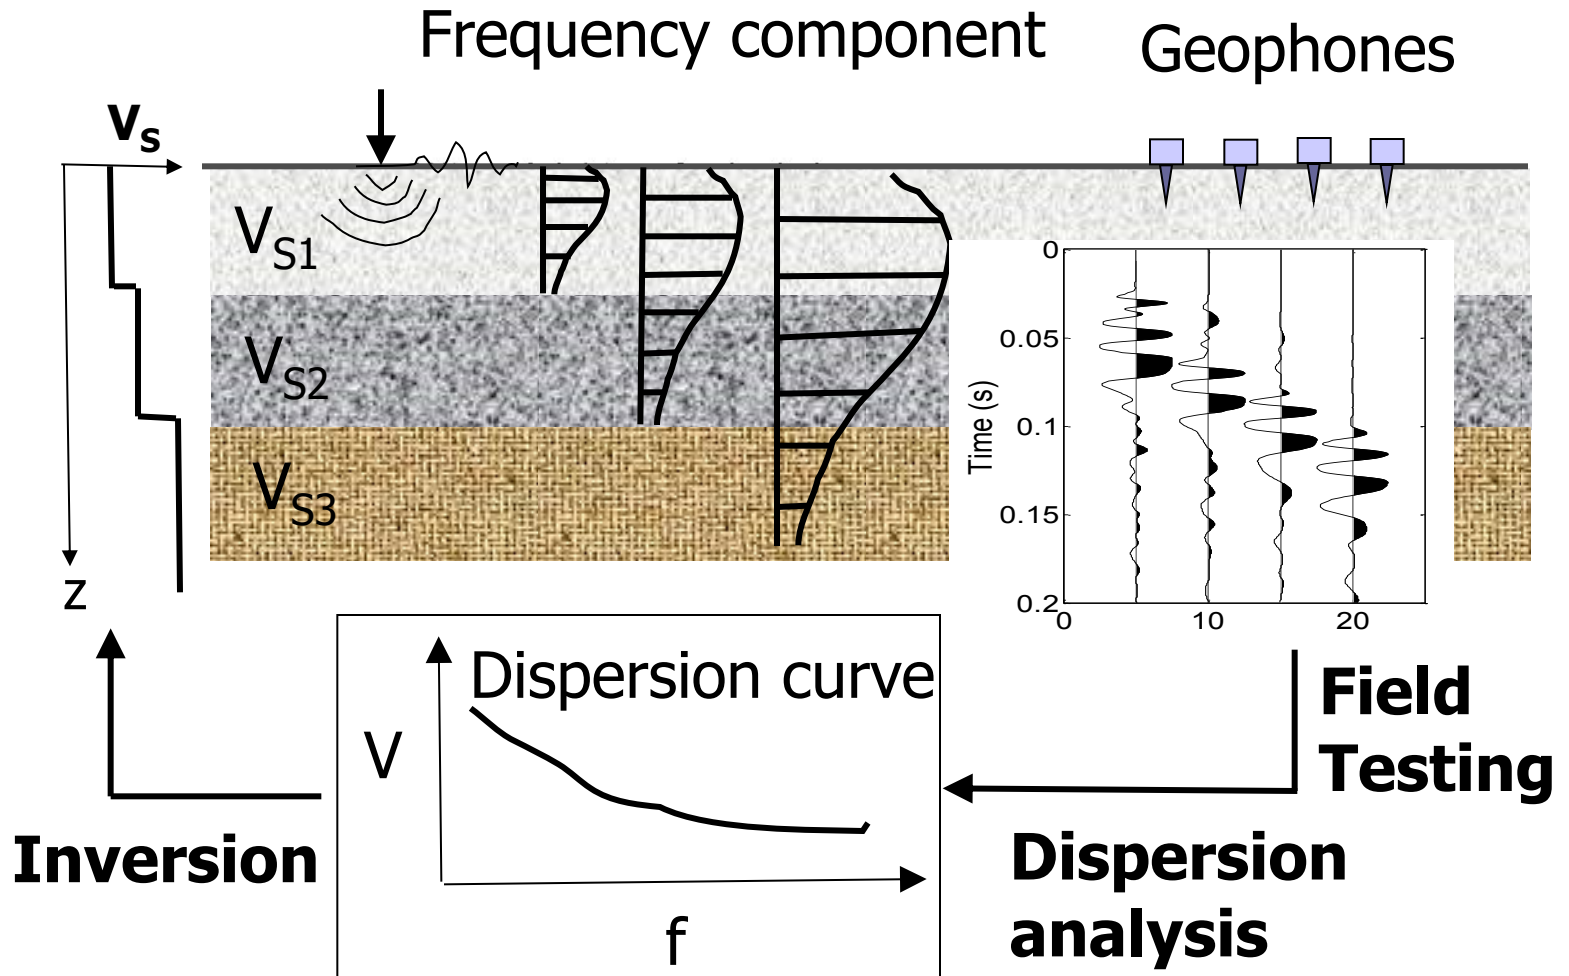 Frequency component
Geophones
vs
VS1
VS2
VS3
z
0
0.05
0.1
0.15
0.2
Time (s)
0
10
20
Field
Testing
Dispersion
analysis
Dispersion curve
V
f
Inversion